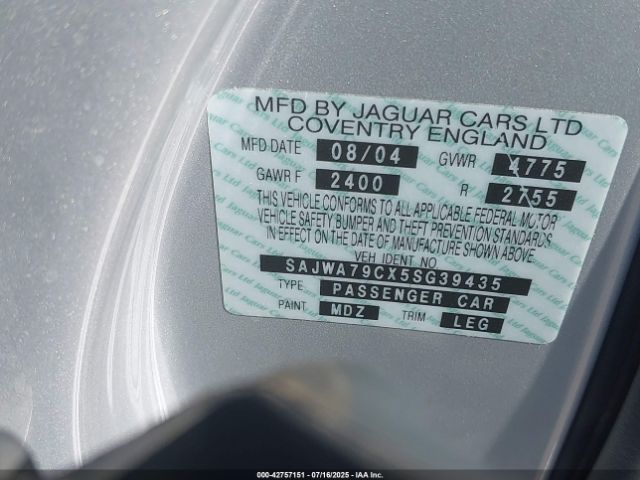 MFD BY JAGUAR CARS LTD
COVENTRY ENGLAND
MFD DATE 08/04 GVWR 4775
GAWR F 2400 R 2755
THIS VEHICLE CONFORMS TO ALL APPLICABLE FEDERAL MOTOR
VEHICLE SAFETY BUMPER AND THEFT PREVENTION STANDARDS
IN EFFECT ON THE DATE OF MANUFACTURE SHOWN ABOVE.
VEH IDENT NO
SAJWA79CX5SG39435
TYPE PASSENGER CAR
PAINT MDZ TRIM LEG
000-42757151 - 07/16/2025 - IAA Inc.